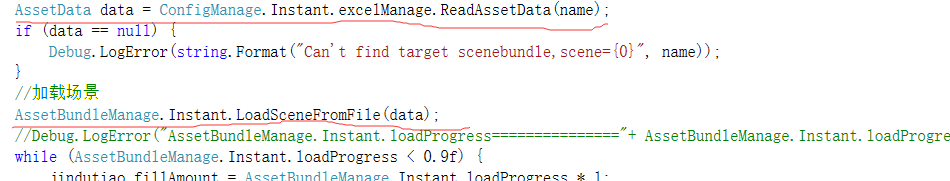 AssetData data = ConfigManage.Instant.excelManage.ReadAssetData(name);
if (data == null) {
Debug.LogError(string.Format("Can't find target scenebundle,scene={0}", name));
}
//加载场景
AssetBundleManage.Instant.LoadSceneFromFile(data);
//Debug.LogError("AssetBundleManage.Instant.loadProgress==============="+ AssetBundleManage.Instant.loadProgre
while (AssetBundleManage.Instant.loadProgress < 0.9f) {
jindutiao.fillAmount = AssetBundleManage.Instant.loadProgress * 1;